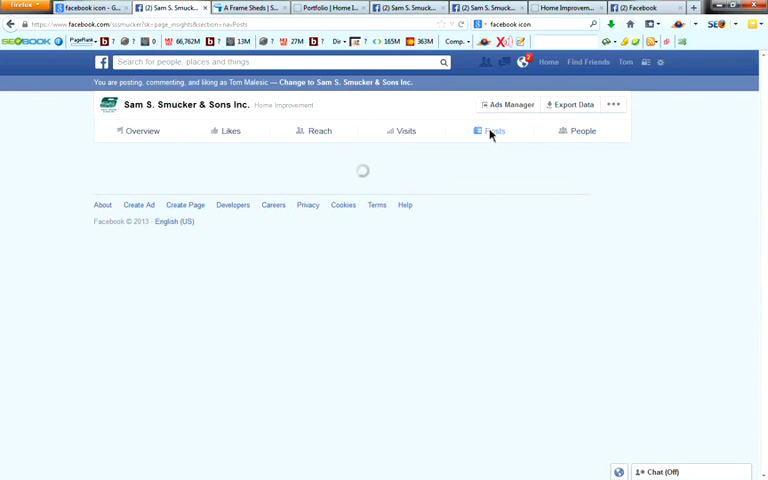 Firefox
facebook icon - G...
(2) Sam S. Smuck...
A Frame Sheds | S...
Portfolio | Home I...
(2) Sam S. Smuck...
(2) Sam S. Smuck...
Home Improvem...
(2) Facebook
https://www.facebook.com/sssmucker?sk=page_insights&section=navPosts
facebook icon
SEOBOOK PageRank 0 66,762M 13M 27M Dir ? 165M 363M Comp.
Search for people, places and things
2
Home Find Friends Tom
You are posting, commenting, and liking as Tom Malesic — Change to Sam S. Smucker & Sons Inc.
Sam S. Smucker & Sons Inc. Home Improvement Ads Manager Export Data
Overview Likes Reach Visits Posts People
About Create Ad Create Page Developers Careers Privacy Cookies Terms Help
Facebook © 2013 · English (US)
Chat (Off)